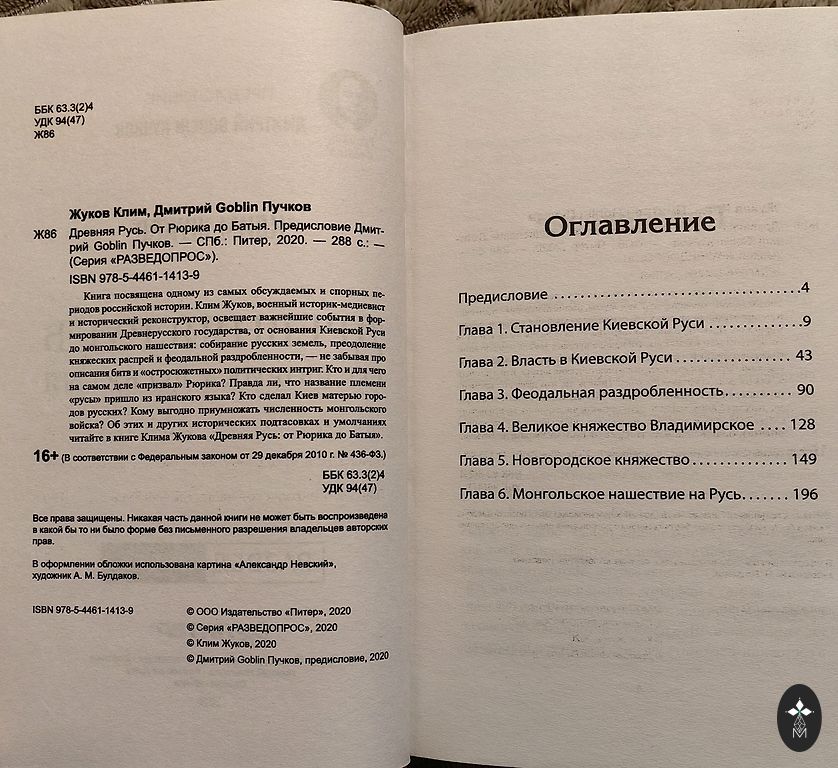 ББК 63.3(2)4
УДК 94(47)
Ж86
Жуков Клим, Дмитрий Goblin Пучков
Ж86 Древняя Русь. От Рюрика до Батыя. Предисловие Дмит-
рий Goblin Пучков. — СПб.: Питер, 2020. — 288 с.: —
(Серия «РАЗВЕДОПРОС»).
ISBN 978-5-4461-1413-9
Книга посвящена одному из самых обсуждаемых и спорных пе-
риодов российской истории. Клим Жуков, военный историк-медиевист
и исторический реконструктор, освещает важнейшие события в фор-
мировании Древнерусского государства, от основания Киевской Руси
до монгольского нашествия: собирание русских земель, преодоление
княжеских распрей и феодальной раздробленности, — не забывая про
описания битв и «остросюжетных» политических интриг. Кто и для чего
на самом деле «призвал» Рюрика? Правда ли, что название племени
«русы» пришло из иранского языка? Кто сделал Киев матерью горо-
дов русских? Кому выгодно приумножать численность монгольского
войска? Об этих и других исторических подтасовках и умолчаниях
читайте в книге Клима Жукова «Древняя Русь: от Рюрика до Батыя».
16+ (В соответствии с Федеральным законом от 29 декабря 2010 г. № 436-ФЗ.)
ББК 63.3(2)4
УДК 94(47)
Все права защищены. Никакая часть данной книги не может быть воспроизведена
в какой бы то ни было форме без письменного разрешения владельцев авторских
прав.
В оформлении обложки использована картина «Александр Невский»,
художник А. М. Булдаков.
ISBN 978-5-4461-1413-9
© ООО Издательство «Питер», 2020
© Серия «РАЗВЕДОПРОС», 2020
© Клим Жуков, 2020
© Дмитрий Goblin Пучков, предисловие, 2020
Оглавление
Предисловие ................................... 4
Глава 1. Становление Киевской Руси .............. 9
Глава 2. Власть в Киевской Руси ................. 43
Глава 3. Феодальная раздробленность.......... 90
Глава 4. Великое княжество Владимирское .... 128
Глава 5. Новгородское княжество ............. 149
Глава 6. Монгольское нашествие на Русь....... 196